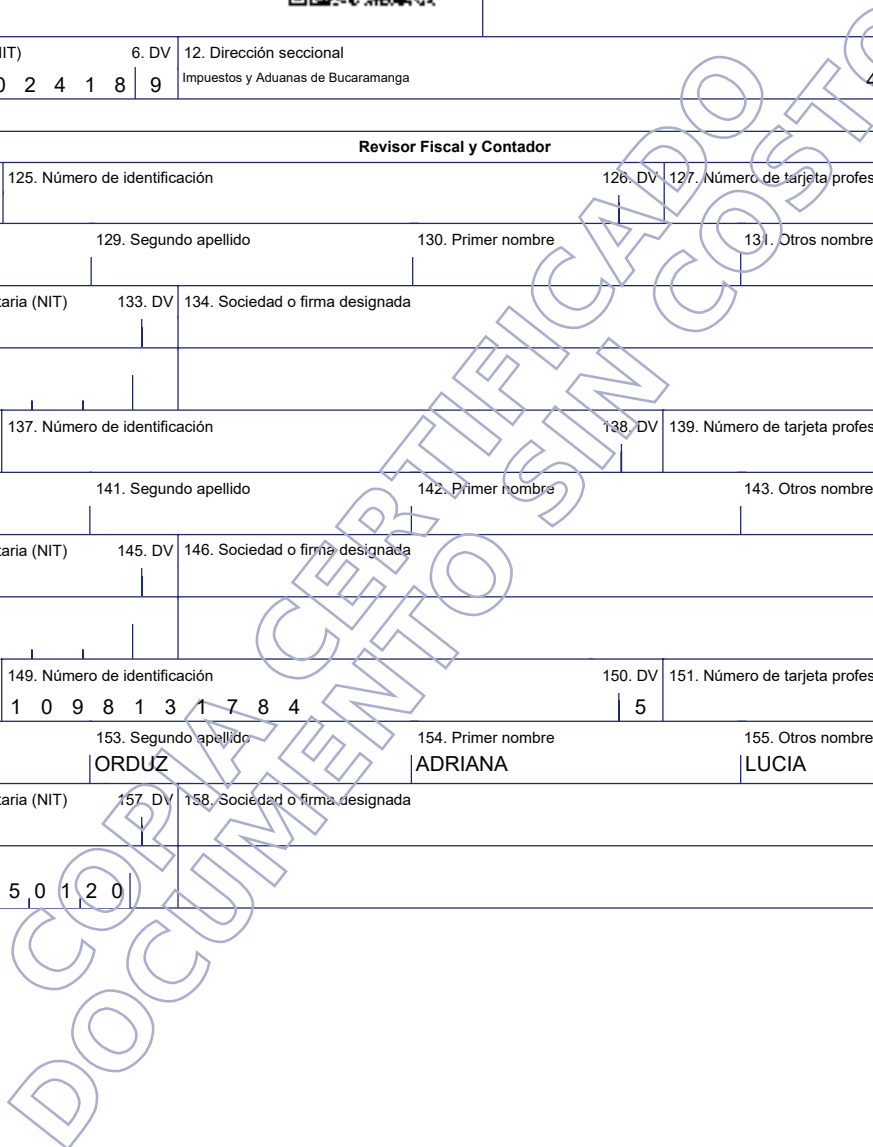 IIT) 6. DV 12. Dirección seccional
0 2 4 1 8 9 Impuestos y Aduanas de Bucaramanga 4
Revisor Fiscal y Contador
125. Número de identificación 126. DV 127. Número de tarjeta profes
129. Segundo apellido 130. Primer nombre 131. Otros nombre
taria (NIT) 133. DV 134. Sociedad o firma designada
137. Número de identificación 138. DV 139. Número de tarjeta profes
141. Segundo apellido 142. Primer nombre 143. Otros nombre
taria (NIT) 145. DV 146. Sociedad o firma designada
149. Número de identificación 150. DV 151. Número de tarjeta profes
1 0 9 8 1 3 1 7 8 4 5
153. Segundo apellido 154. Primer nombre 155. Otros nombre
ORDUZ ADRIANA LUCIA
taria (NIT) 157. DV 158. Sociedad o firma designada
5 0 1 2 0
COPIA CERTIFICADO
DOCUMENTO SIN COSTO